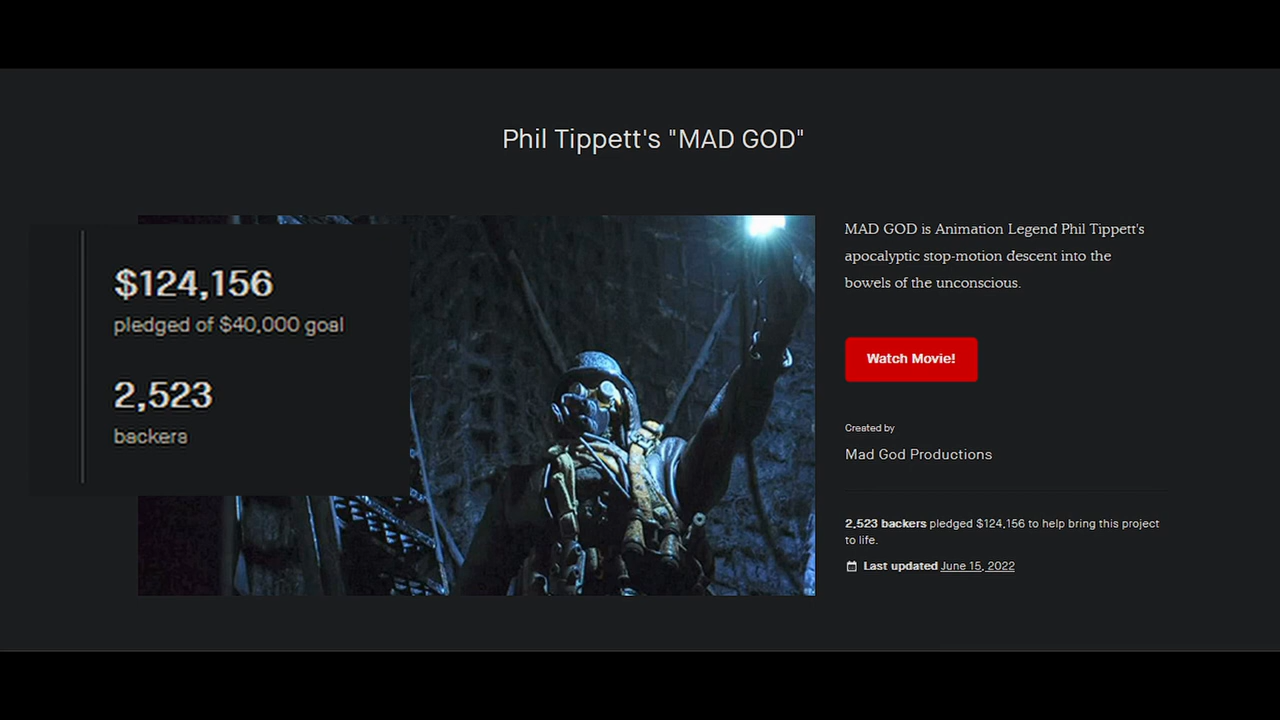 Phil Tippett's "MAD GOD"
$124,156
pledged of $40,000 goal
2,523
backers
MAD GOD is Animation Legend Phil Tippett's
apocalyptic stop-motion descent into the
bowels of the unconscious.
Watch Movie!
Created by
Mad God Productions
2,523 backers pledged $124,156 to help bring this project
to life.
Last updated June 15, 2022